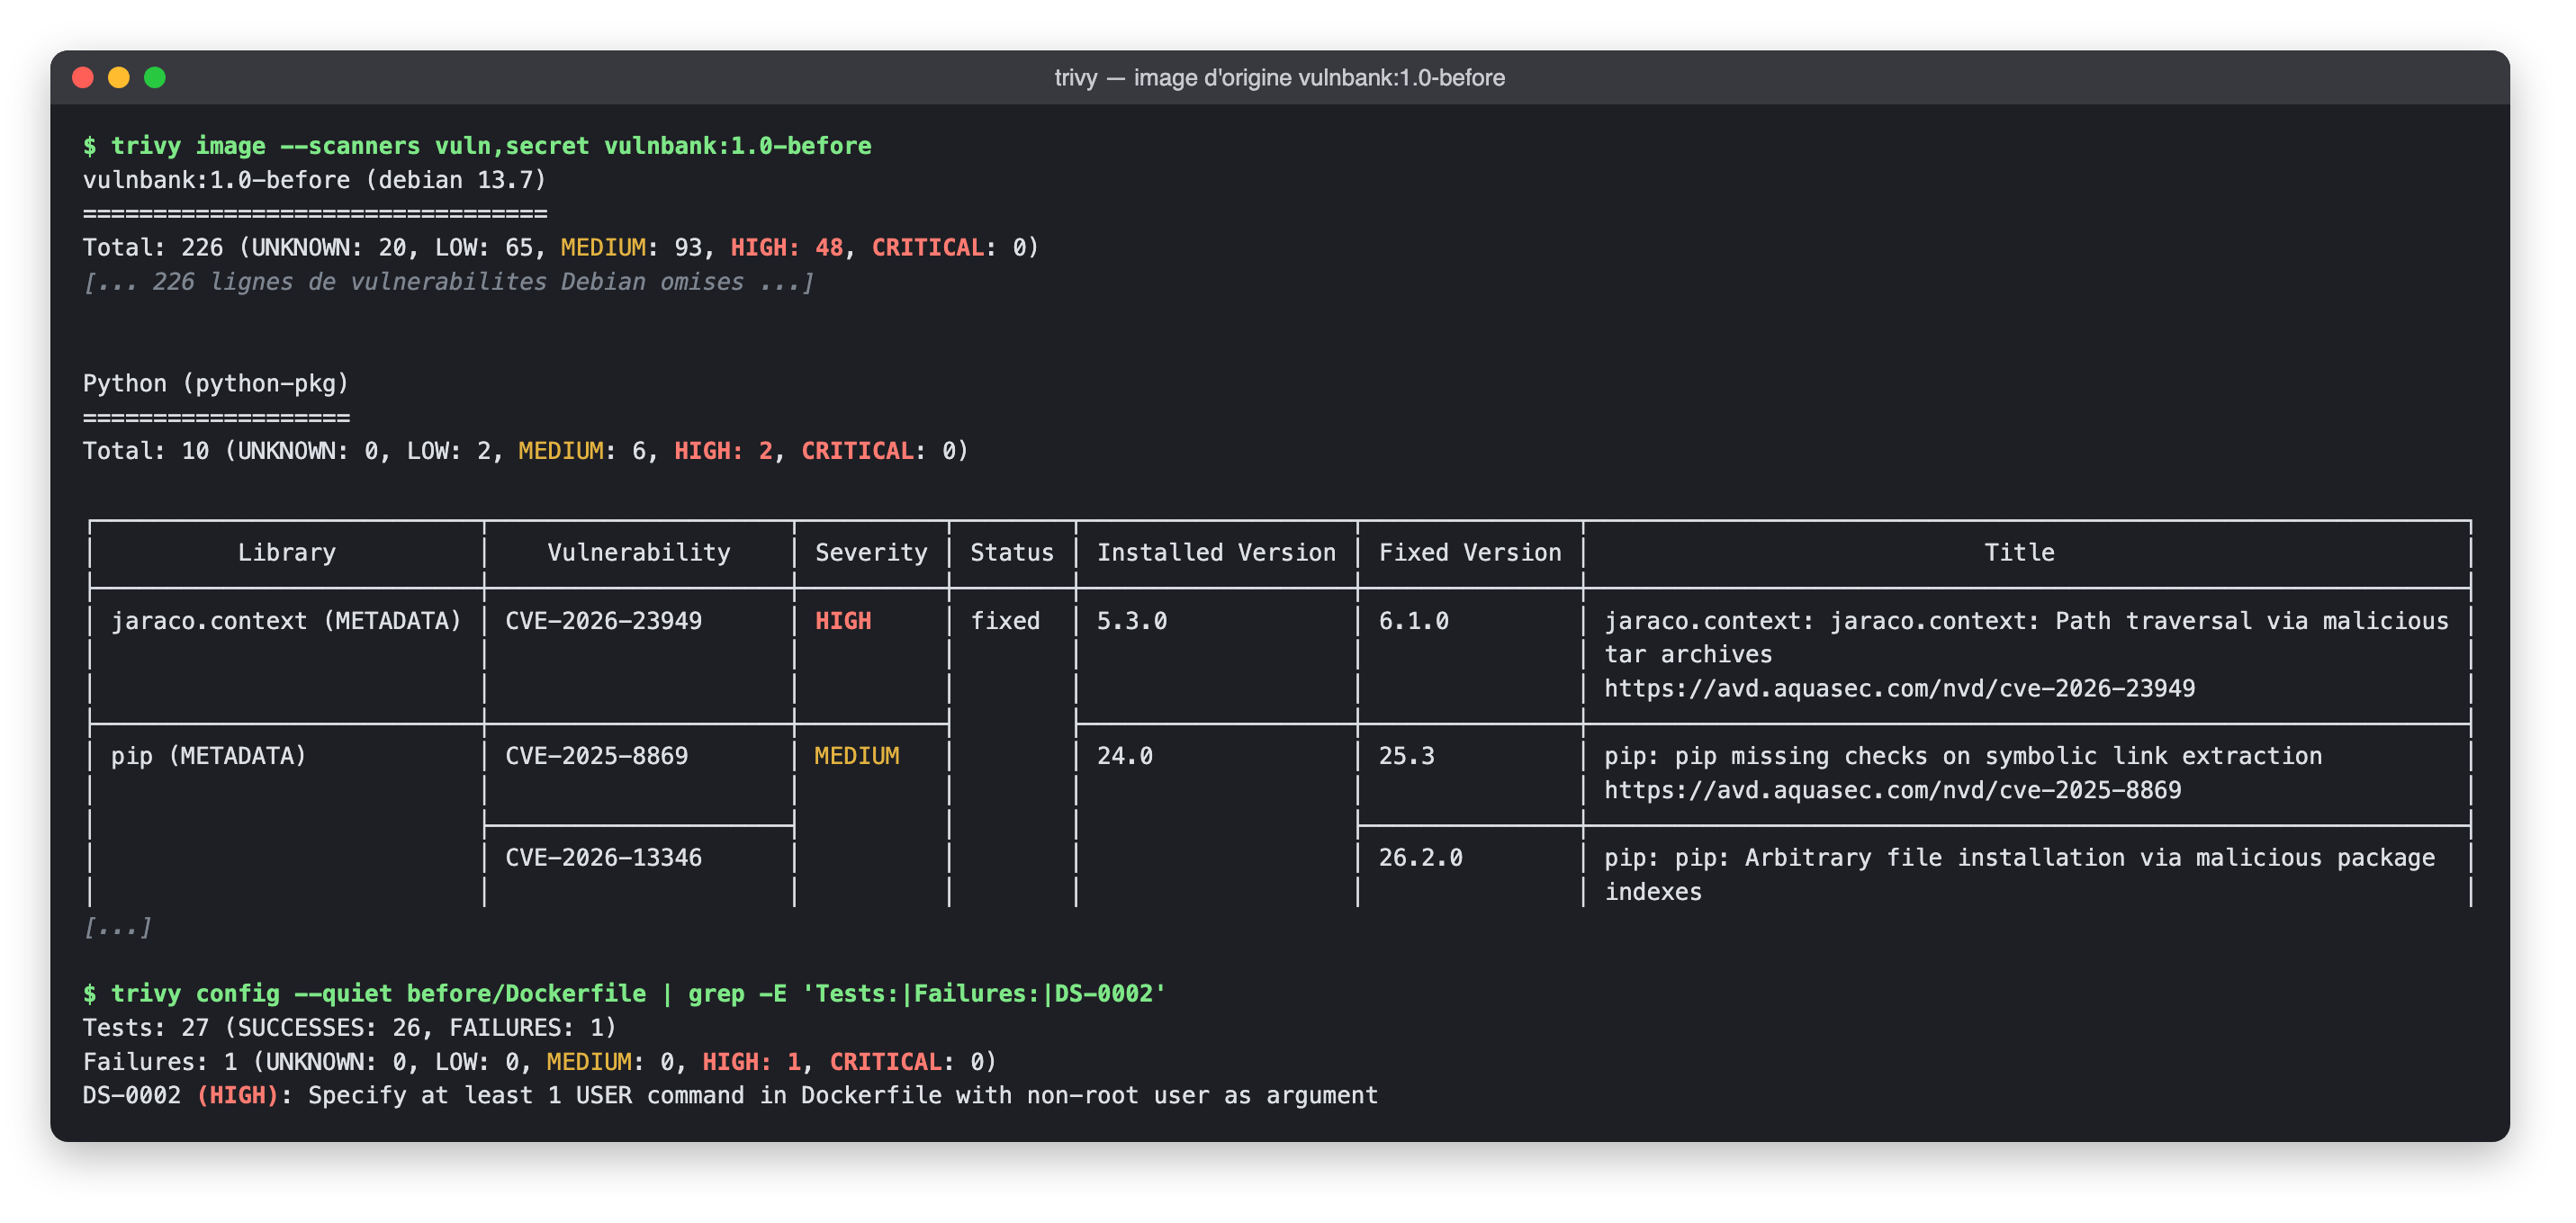 trivy — image d'origine vulnbank:1.0-before
$ trivy image --scanners vuln,secret vulnbank:1.0-before
vulnbank:1.0-before (debian 13.7)
=================================
Total: 226 (UNKNOWN: 20, LOW: 65, MEDIUM: 93, HIGH: 48, CRITICAL: 0)
[... 226 lignes de vulnerabilites Debian omises ...]
Python (python-pkg)
===================
Total: 10 (UNKNOWN: 0, LOW: 2, MEDIUM: 6, HIGH: 2, CRITICAL: 0)
Library Vulnerability Severity Status Installed Version Fixed Version Title
jaraco.context (METADATA) CVE-2026-23949 HIGH fixed 5.3.0 6.1.0 jaraco.context: jaraco.context: Path traversal via malicious
tar archives
https://avd.aquasec.com/nvd/cve-2026-23949
pip (METADATA) CVE-2025-8869 MEDIUM 24.0 25.3 pip: pip missing checks on symbolic link extraction
https://avd.aquasec.com/nvd/cve-2025-8869
CVE-2026-13346 26.2.0 pip: pip: Arbitrary file installation via malicious package
indexes
[...]
$ trivy config --quiet before/Dockerfile | grep -E 'Tests:|Failures:|DS-0002'
Tests: 27 (SUCCESSES: 26, FAILURES: 1)
Failures: 1 (UNKNOWN: 0, LOW: 0, MEDIUM: 0, HIGH: 1, CRITICAL: 0)
DS-0002 (HIGH): Specify at least 1 USER command in Dockerfile with non-root user as argument